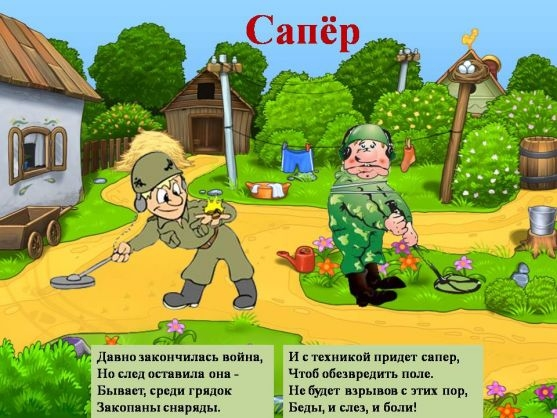 Сапёр
Давно закончилась война,
Но след оставила она -
Бывает, среди грядок
Закопаны снаряды.
И с техникой придет сапер,
Чтоб обезвредить поле.
Не будет взрывов с этих пор,
Беды, и слез, и боли!